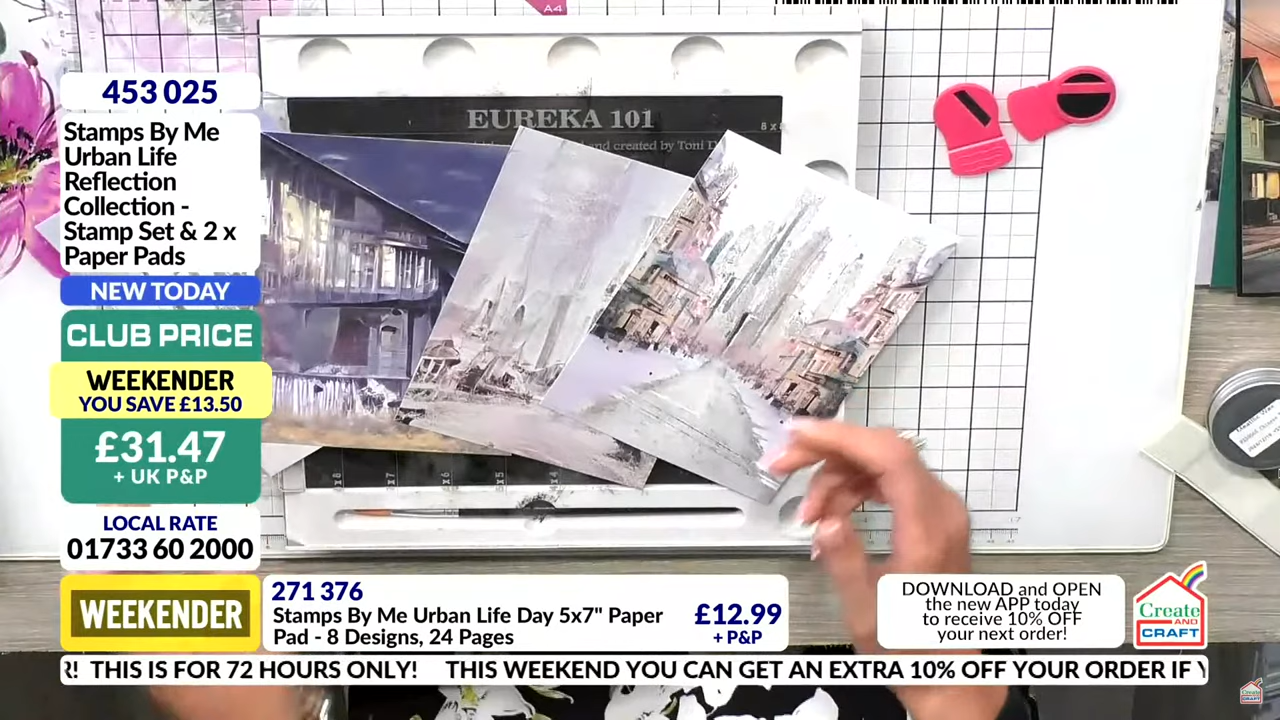 A4
453 025
Stamps By Me
Urban Life
Reflection
Collection -
Stamp Set & 2 x
Paper Pads
NEW TODAY
CLUB PRICE
WEEKENDER
YOU SAVE £13.50
£31.47
+ UK P&P
LOCAL RATE
01733 60 2000
EUREKA 101
and created by Toni D
WEEKENDER
271 376
Stamps By Me Urban Life Day 5x7" Paper
Pad - 8 Designs, 24 Pages
£12.99
+ P&P
DOWNLOAD and OPEN
the new APP today
to receive 10% OFF
your next order!
Create
AND
CRAFT
! THIS IS FOR 72 HOURS ONLY! THIS WEEKEND YOU CAN GET AN EXTRA 10% OFF YOUR ORDER IF